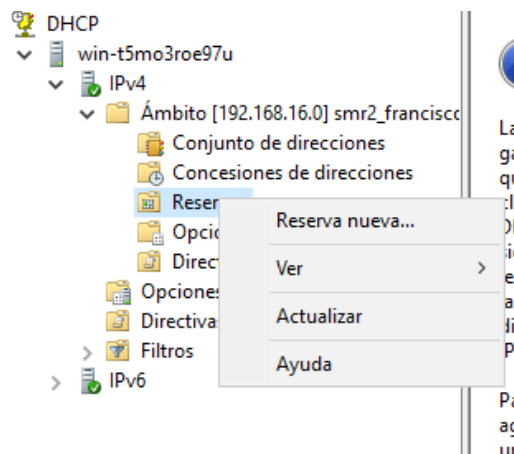 DHCP
win-t5mo3roe97u
IPv4
Ámbito [192.168.16.0] smr2_francisco
Conjunto de direcciones
Concesiones de direcciones
Reser
Reserva nueva...
Opcio
Ver
Direct
Opciones
Actualizar
Directiva
Filtros
Ayuda
IPv6